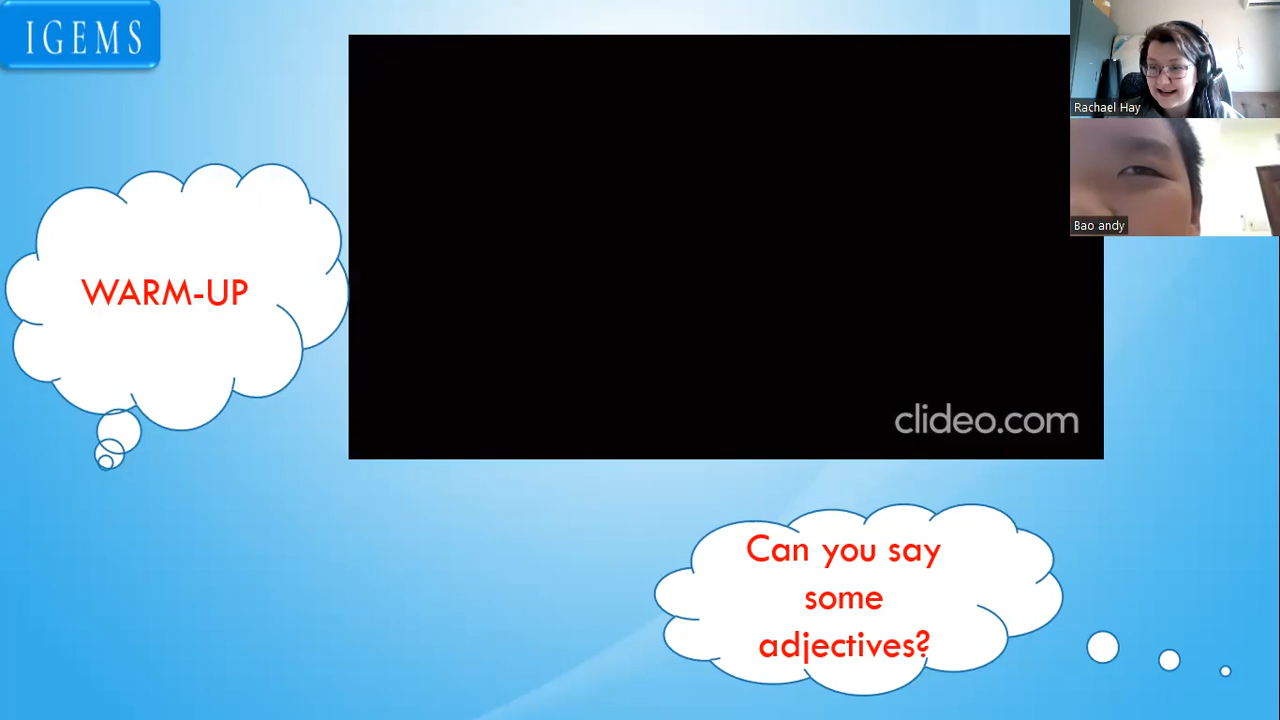 IGEMS
Rachael Hay
Bao andy
WARM-UP
clideo.com
Can you say
some
adjectives?